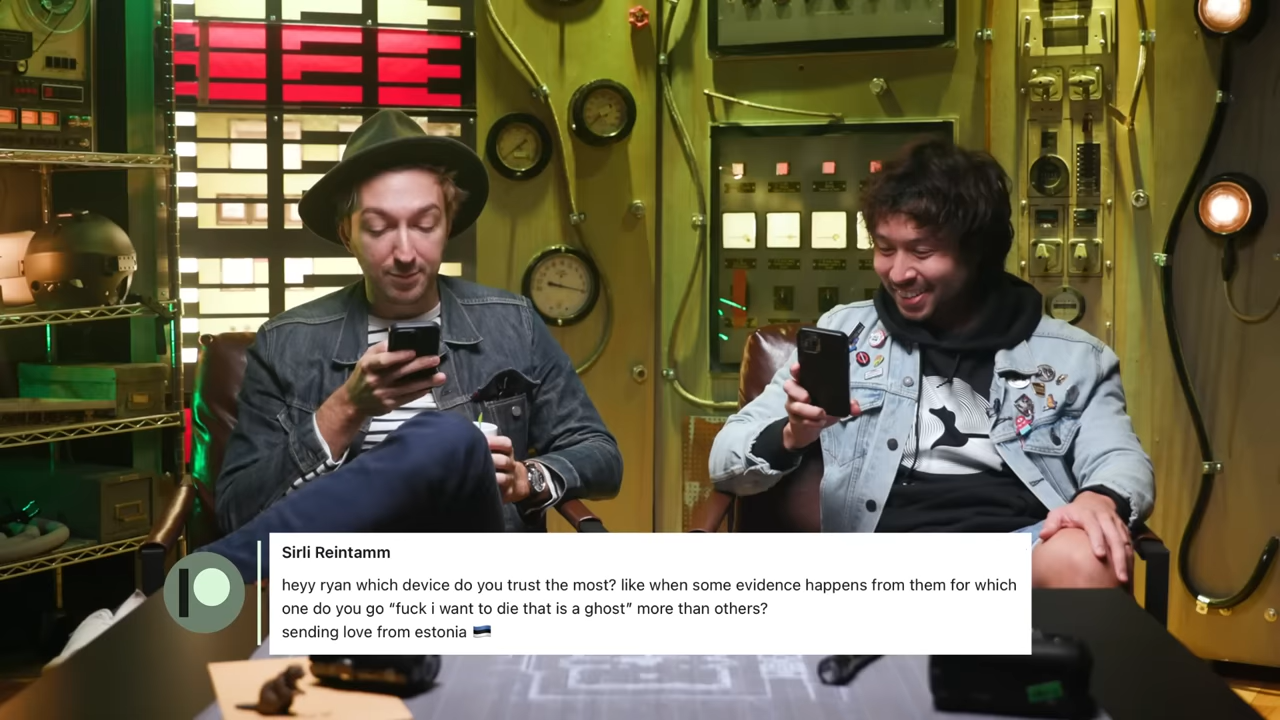 Sirli Reintamm
heyy ryan which device do you trust the most? like when some evidence happens from them for which
one do you go “fuck i want to die that is a ghost” more than others?
sending love from estonia 🇪🇪